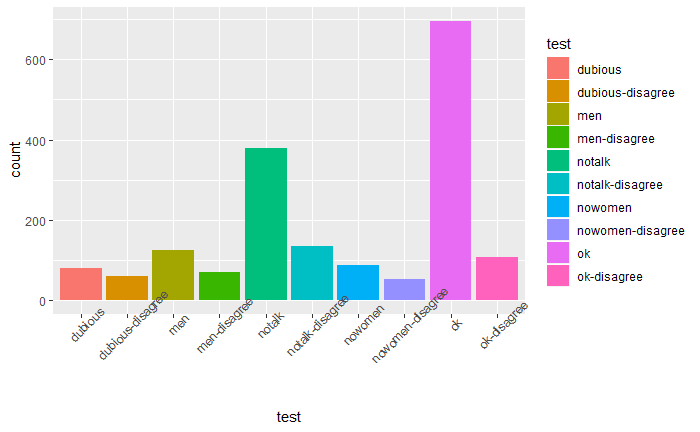 count
600
400
200
0
dubious
dubious-disagree
men
men-disagree
notalk
notalk-disagree
nowomen
nowomen-disagree
ok
ok-disagree
test
test
dubious
dubious-disagree
men
men-disagree
notalk
notalk-disagree
nowomen
nowomen-disagree
ok
ok-disagree